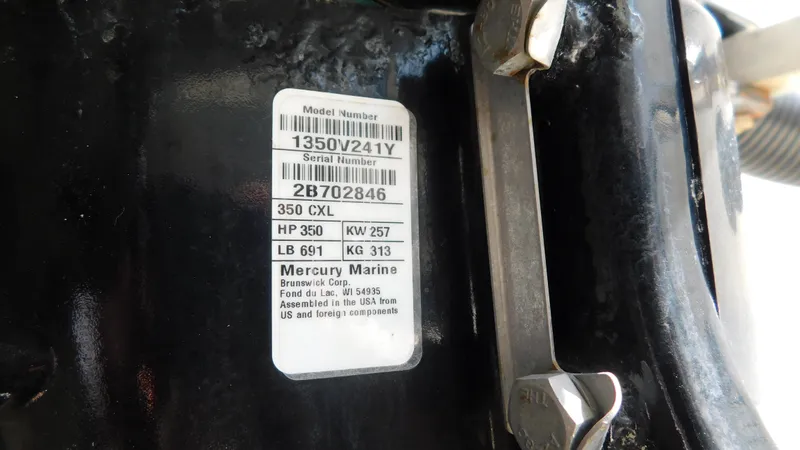 Model Number
1350V241Y
Serial Number
2B702846
350 CXL
HP 350 KW 257
LB 691 KG 313
Mercury Marine
Brunswick Corp.
Fond du Lac, WI 54935
Assembled in the USA from
US and foreign components
THE